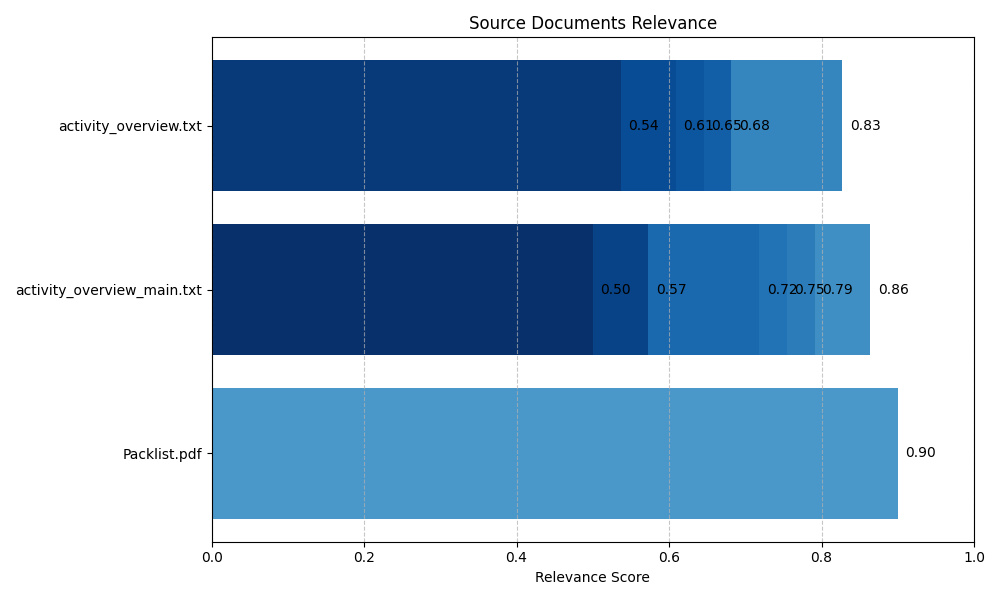 Source Documents Relevance
activity_overview.txt
0.54 0.61 0.65 0.68 0.83
activity_overview_main.txt
0.50 0.57 0.72 0.75 0.79 0.86
Packlist.pdf
0.90
0.0 0.2 0.4 0.6 0.8 1.0
Relevance Score